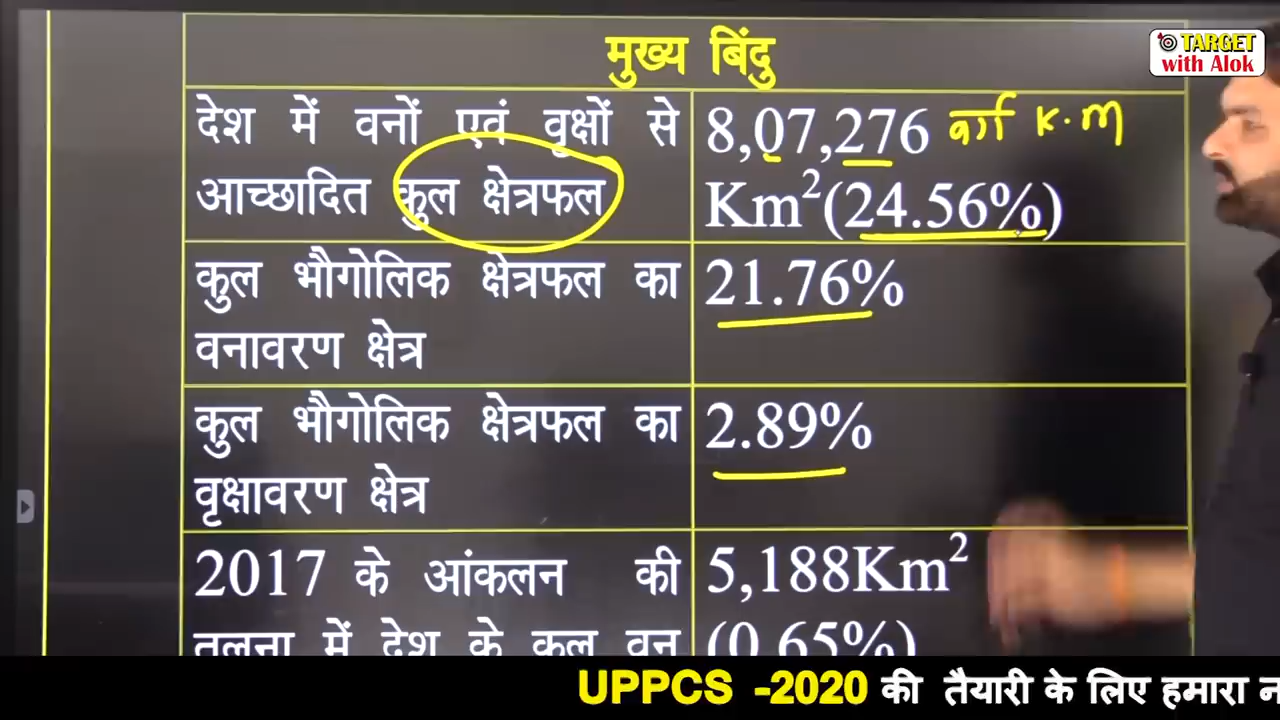 TARGET
with Alok
मुख्य बिंदु
देश में वनों एवं वृक्षों से
आच्छादित कुल क्षेत्रफल
8,07,276 वर्ग K.M
Km²(24.56%)
कुल भौगोलिक क्षेत्रफल का
वनावरण क्षेत्र
21.76%
कुल भौगोलिक क्षेत्रफल का
वृक्षावरण क्षेत्र
2.89%
2017 के आंकलन की
तुलना में देश के कुल वन
5,188Km²
(0.65%)
UPPCS -2020 की तैयारी के लिए हमारा